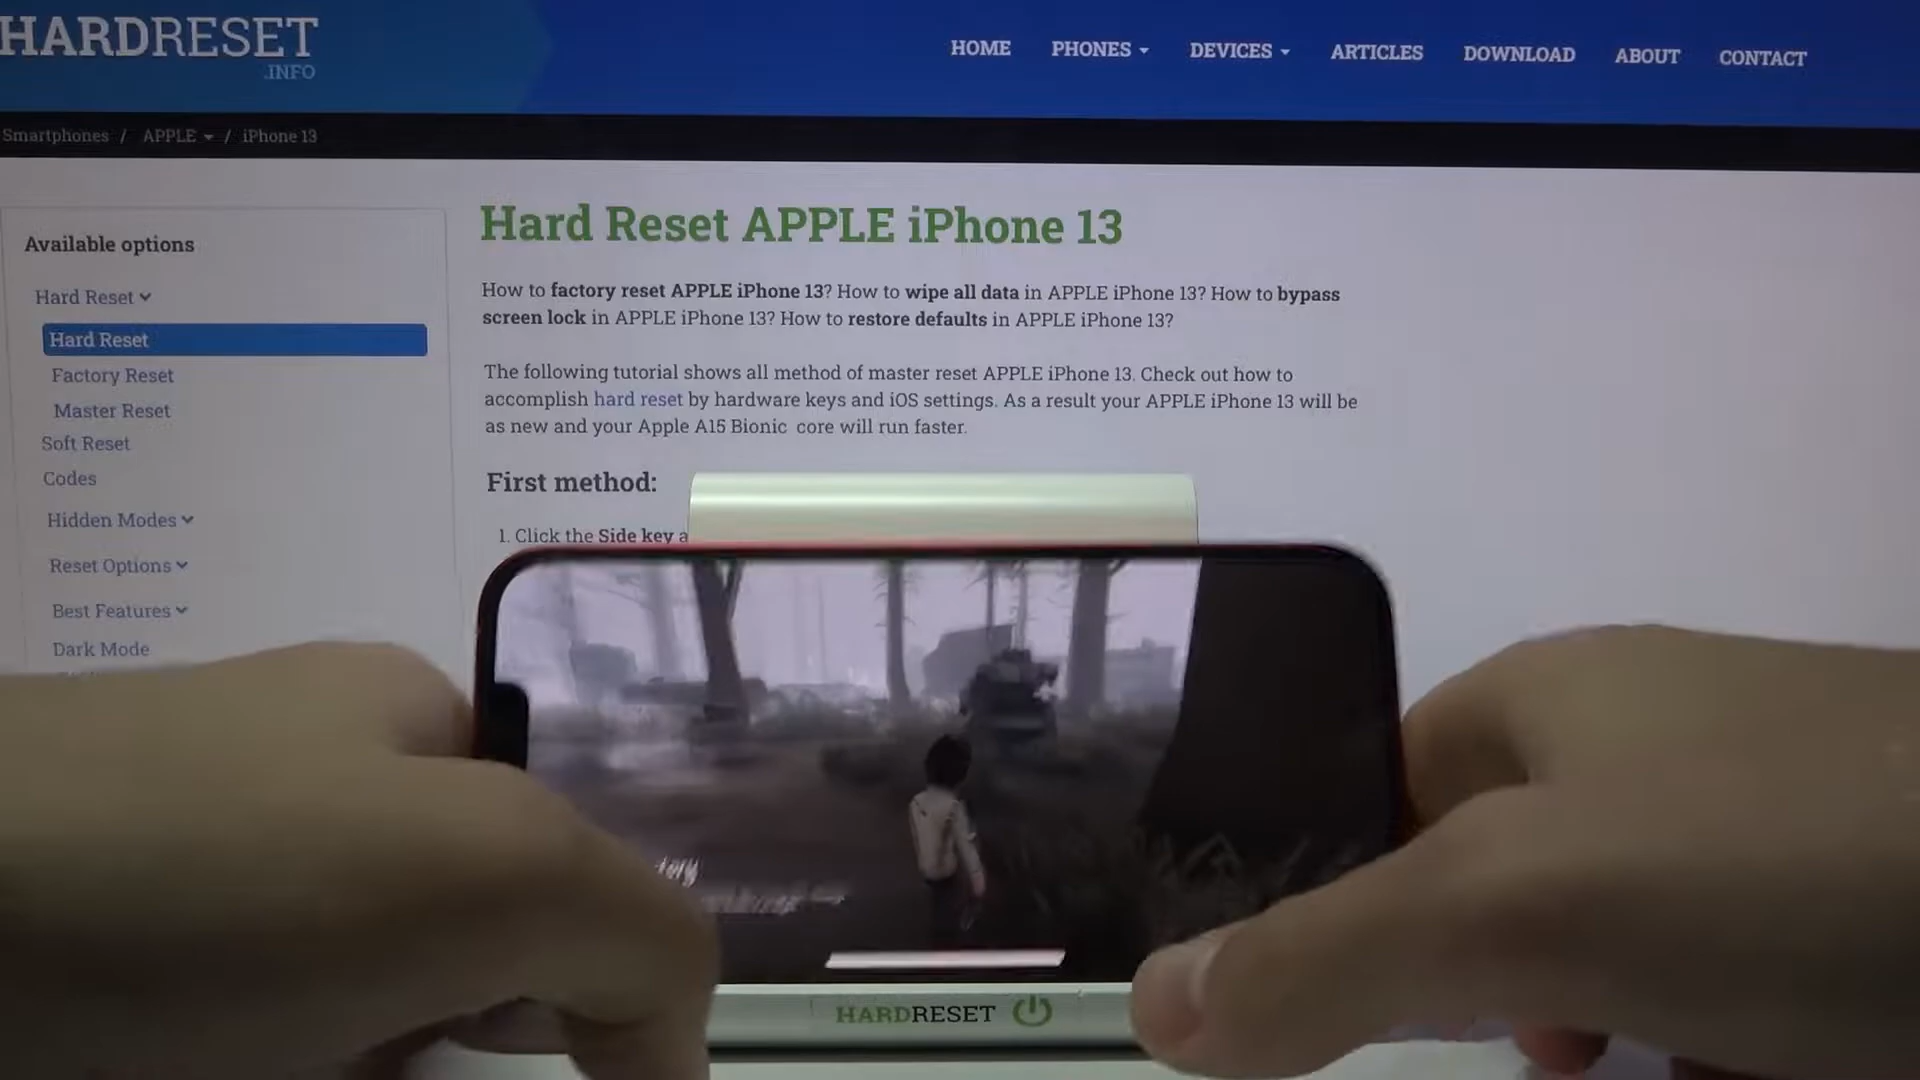 HARDRESET
.INFO
HOME PHONES DEVICES ARTICLES DOWNLOAD ABOUT CONTACT
Smartphones / APPLE / iPhone 13
Available options
Hard Reset
Hard Reset
Factory Reset
Master Reset
Soft Reset
Codes
Hidden Modes
Reset Options
Best Features
Dark Mode
Hard Reset APPLE iPhone 13
How to factory reset APPLE iPhone 13? How to wipe all data in APPLE iPhone 13? How to bypass
screen lock in APPLE iPhone 13? How to restore defaults in APPLE iPhone 13?
The following tutorial shows all method of master reset APPLE iPhone 13. Check out how to
accomplish hard reset by hardware keys and iOS settings. As a result your APPLE iPhone 13 will be
as new and your Apple A15 Bionic core will run faster.
First method:
1. Click the Side key a
HARDRESET